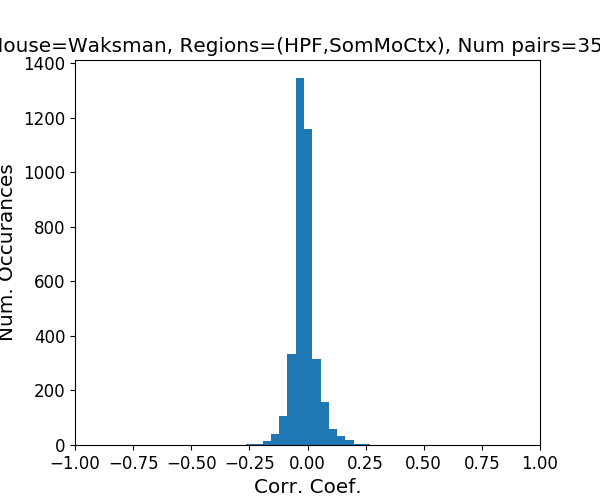 Mouse=Waksman, Regions=(HPF,SomMoCtx), Num pairs=35
1400
1200
1000
800
600
400
200
0
Num. Occurances
−1.00 −0.75 −0.50 −0.25 0.00 0.25 0.50 0.75 1.00
Corr. Coef.